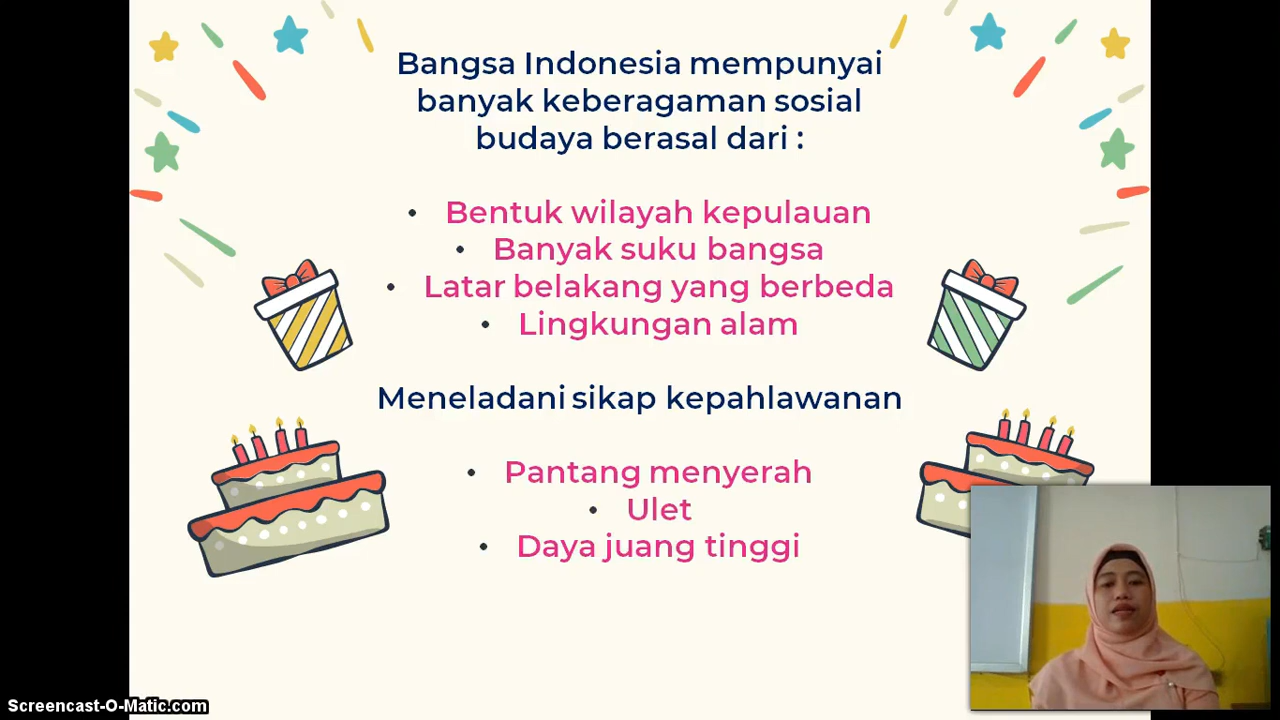 Bangsa Indonesia mempunyai
banyak keberagaman sosial
budaya berasal dari :
• Bentuk wilayah kepulauan
• Banyak suku bangsa
• Latar belakang yang berbeda
• Lingkungan alam
Meneladani sikap kepahlawanan
• Pantang menyerah
• Ulet
• Daya juang tinggi
Screencast-O-Matic.com